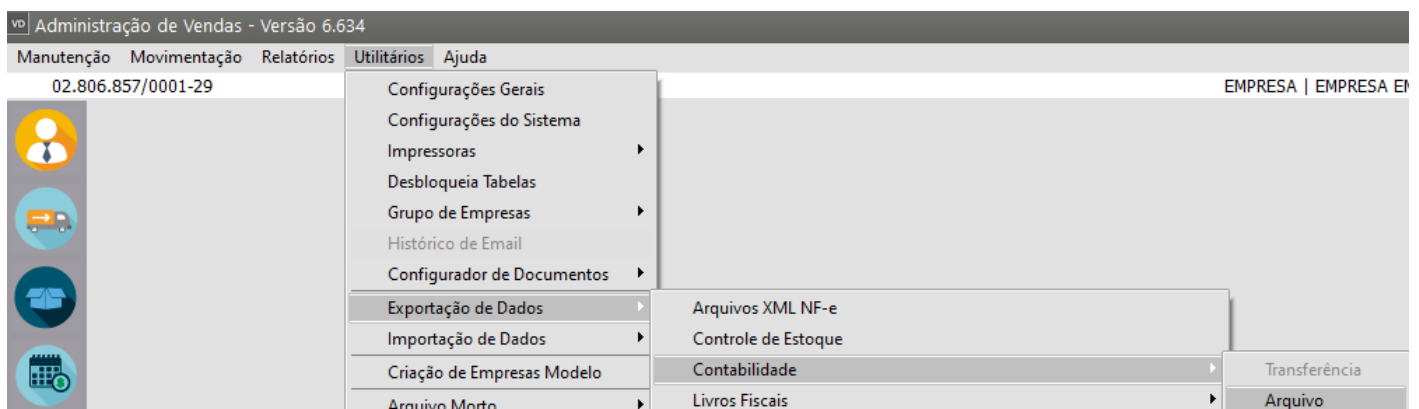 VD Administração de Vendas - Versão 6.634
Manutenção Movimentação Relatórios Utilitários Ajuda
02.806.857/0001-29 EMPRESA | EMPRESA
Configurações Gerais
Configurações do Sistema
Impressoras
Desbloqueia Tabelas
Grupo de Empresas
Histórico de Email
Configurador de Documentos
Exportação de Dados Arquivos XML NF-e
Importação de Dados Controle de Estoque
Criação de Empresas Modelo Contabilidade Transferência
Arquivo Morto Livros Fiscais Arquivo